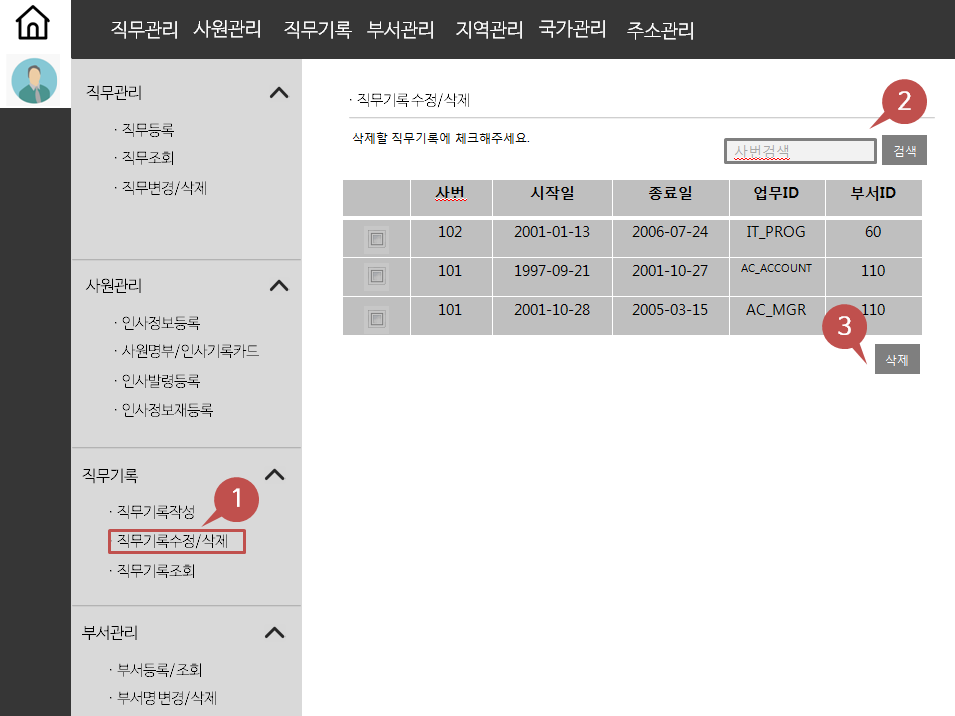 직무관리 사원관리 직무기록 부서관리 지역관리 국가관리 주소관리
직무관리
· 직무등록
· 직무조회
· 직무변경/삭제
사원관리
· 인사정보등록
· 사원명부/인사기록카드
· 인사발령등록
· 인사정보재등록
직무기록
1
· 직무기록작성
· 직무기록수정/삭제
· 직무기록조회
부서관리
· 부서등록/조회
· 부서명변경/삭제
· 직무기록 수정/삭제
2
삭제할 직무기록에 체크해주세요.
사번검색 검색
사번 시작일 종료일 업무ID 부서ID
102 2001-01-13 2006-07-24 IT_PROG 60
101 1997-09-21 2001-10-27 AC_ACCOUNT 110
101 2001-10-28 2005-03-15 AC_MGR 110
3
삭제